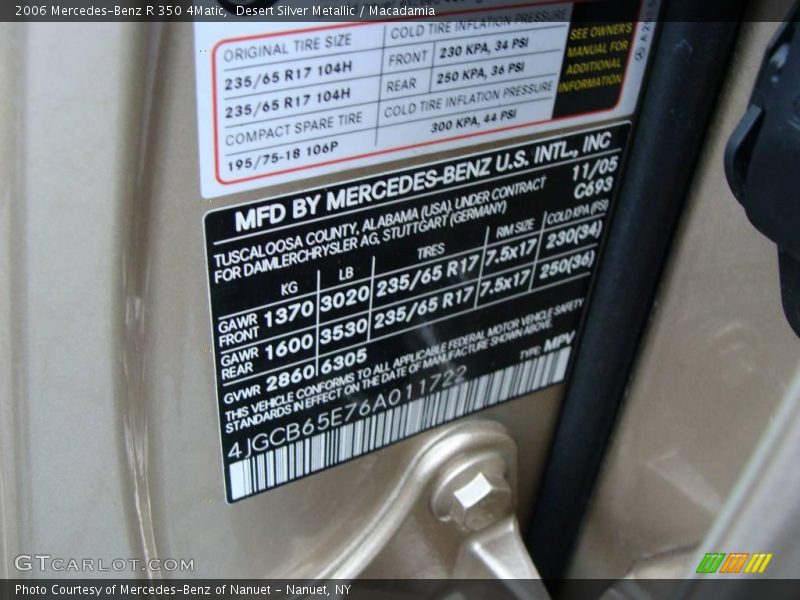 2006 Mercedes-Benz R 350 4Matic,  Desert Silver Metallic / Macadamia
ORIGINAL TIRE SIZE
COLD TIRE INFLATION PRESSURE
235/65 R17 104H
FRONT
230 KPA, 34 PSI
235/65 R17 104H
REAR
250 KPA, 36 PSI
COMPACT SPARE TIRE
COLD TIRE INFLATION PRESSURE
195/75-18 106P
300 KPA, 44 PSI
SEE OWNER'S
MANUAL FOR
ADDITIONAL
INFORMATION
MFD BY MERCEDES-BENZ U.S. INTL., INC
TUSCALOOSA COUNTY, ALABAMA (USA), UNDER CONTRACT 11/05
FOR DAIMLERCHRYSLER AG, STUTTGART (GERMANY) C693
KG LB TIRES RIM SIZE COLD KPA (PSI)
GAWR FRONT 1370 3020 235/65 R17 7.5x17 230(34)
GAWR REAR 1600 3530 235/65 R17 7.5x17 250(36)
GVWR 2860 6305
THIS VEHICLE CONFORMS TO ALL APPLICABLE FEDERAL MOTOR VEHICLE SAFETY
STANDARDS IN EFFECT ON THE DATE OF MANUFACTURE SHOWN ABOVE.
TYPE: MPV
4JGCB65E76A011722
GTCARLOT.COM
Photo Courtesy of Mercedes-Benz of Nanuet - Nanuet, NY